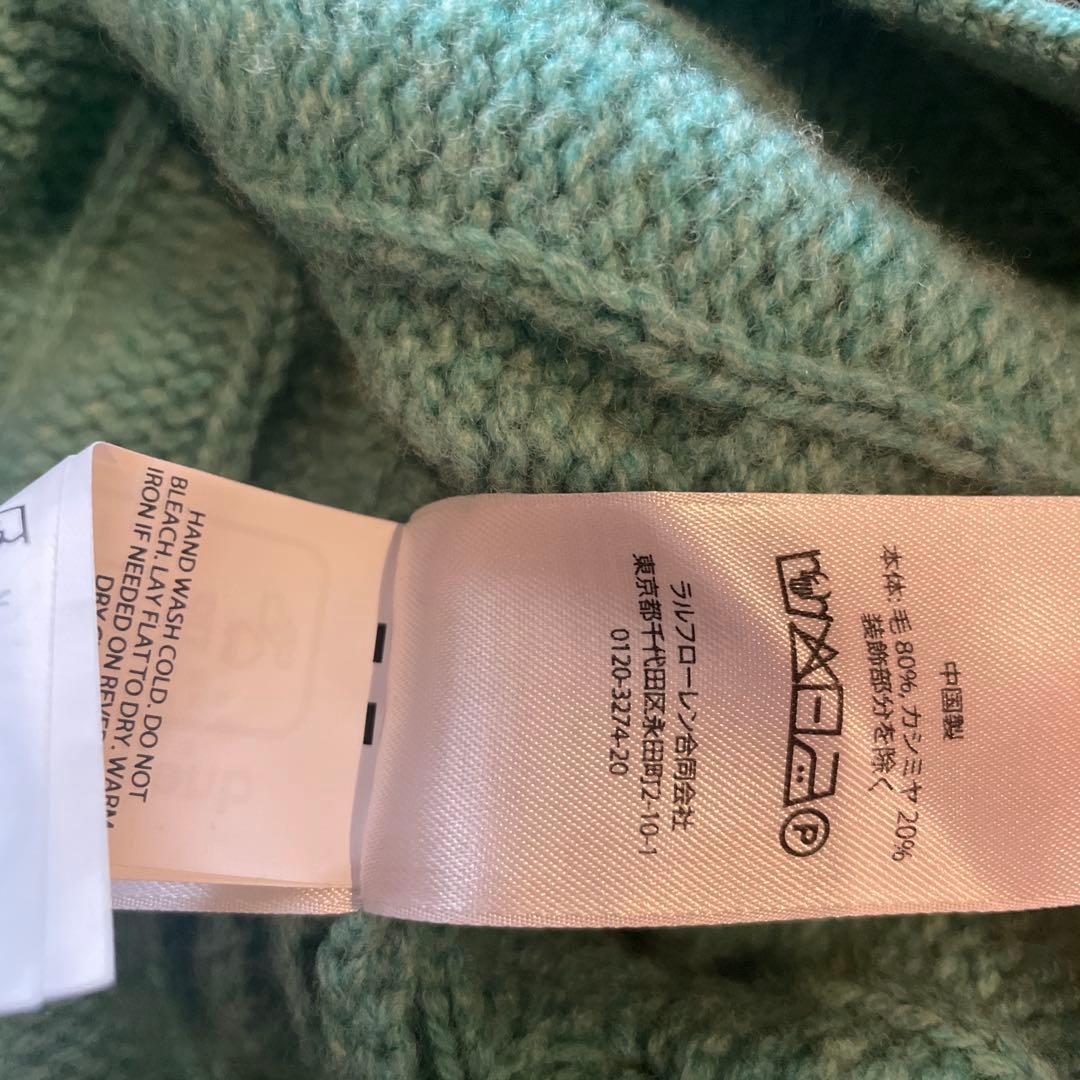 HAND WASH COLD. DO NOT
BLEACH. LAY FLAT TO DRY. WARM
IRON IF NEEDED ON REVE
DRY
中国製
本体・毛 80%, カシミヤ 20%
装飾部分を除く
P
ラルフローレン合同会社
東京都千代田区永田町2-10-1
0120-3274-20